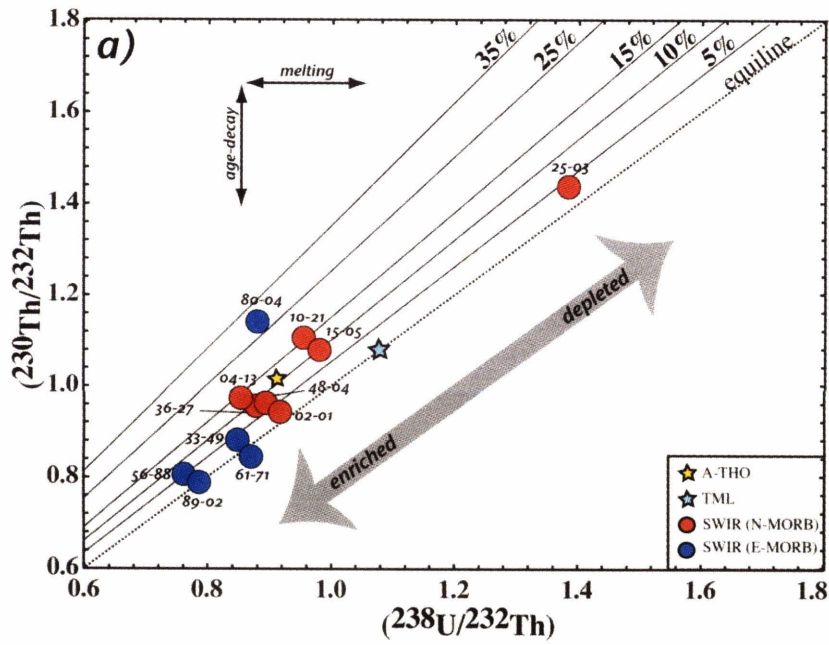 a)
1.8
1.6
1.4
1.2
1.0
0.8
0.6
(230Th/232Th)
melting
age-decay
35%
25%
15%
10%
5%
equiline
25-03
80-04
10-21
15-05
04-13
48-04
36-27
02-01
33-49
61-71
56-88
89-02
depleted
enriched
A-THO
TML
SWIR (N-MORB)
SWIR (E-MORB)
0.6 0.8 1.0 1.2 1.4 1.6 1.8
(238U/232Th)